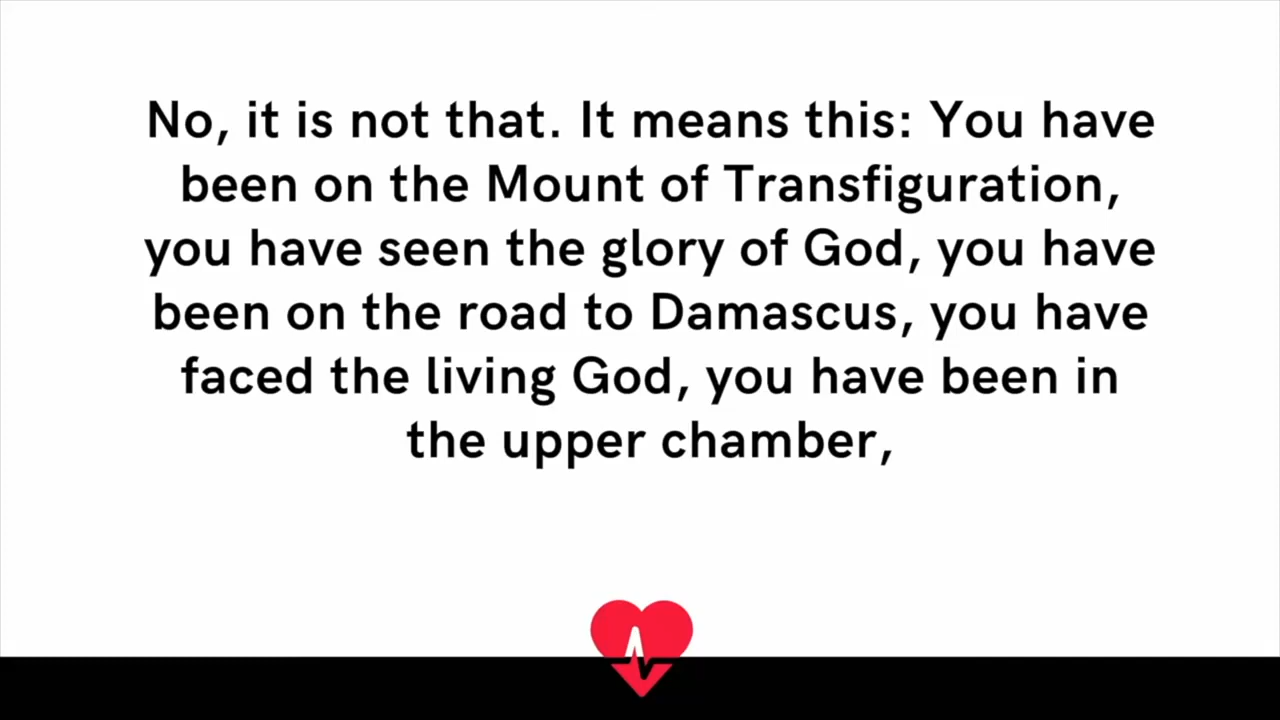 No, it is not that. It means this: You have
been on the Mount of Transfiguration,
you have seen the glory of God, you have
been on the road to Damascus, you have
faced the living God, you have been in
the upper chamber,